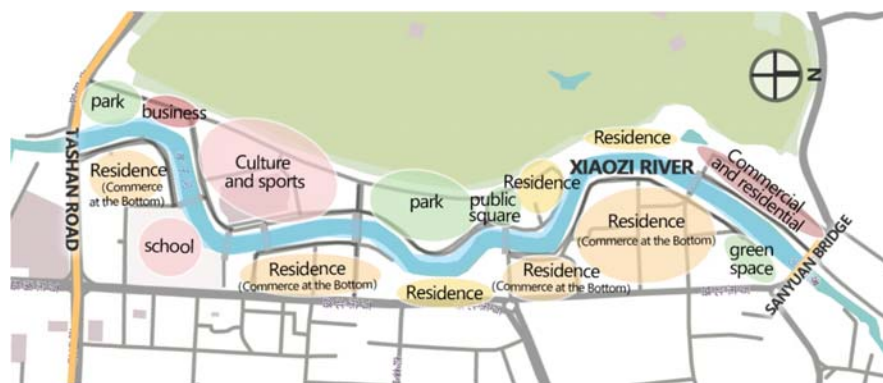 park
business
TASHAN ROAD
Residence
(Commerce
at the Bottom)
Culture
and sports
school
park
public
square
Residence
Residence
XIAOZI RIVER
Commercial
and residential
N
Residence
(Commerce at the Bottom)
Residence
Residence
(Commerce at the Bottom)
Residence
(Commerce at the Bottom)
green
space
SANYUAN BRIDGE